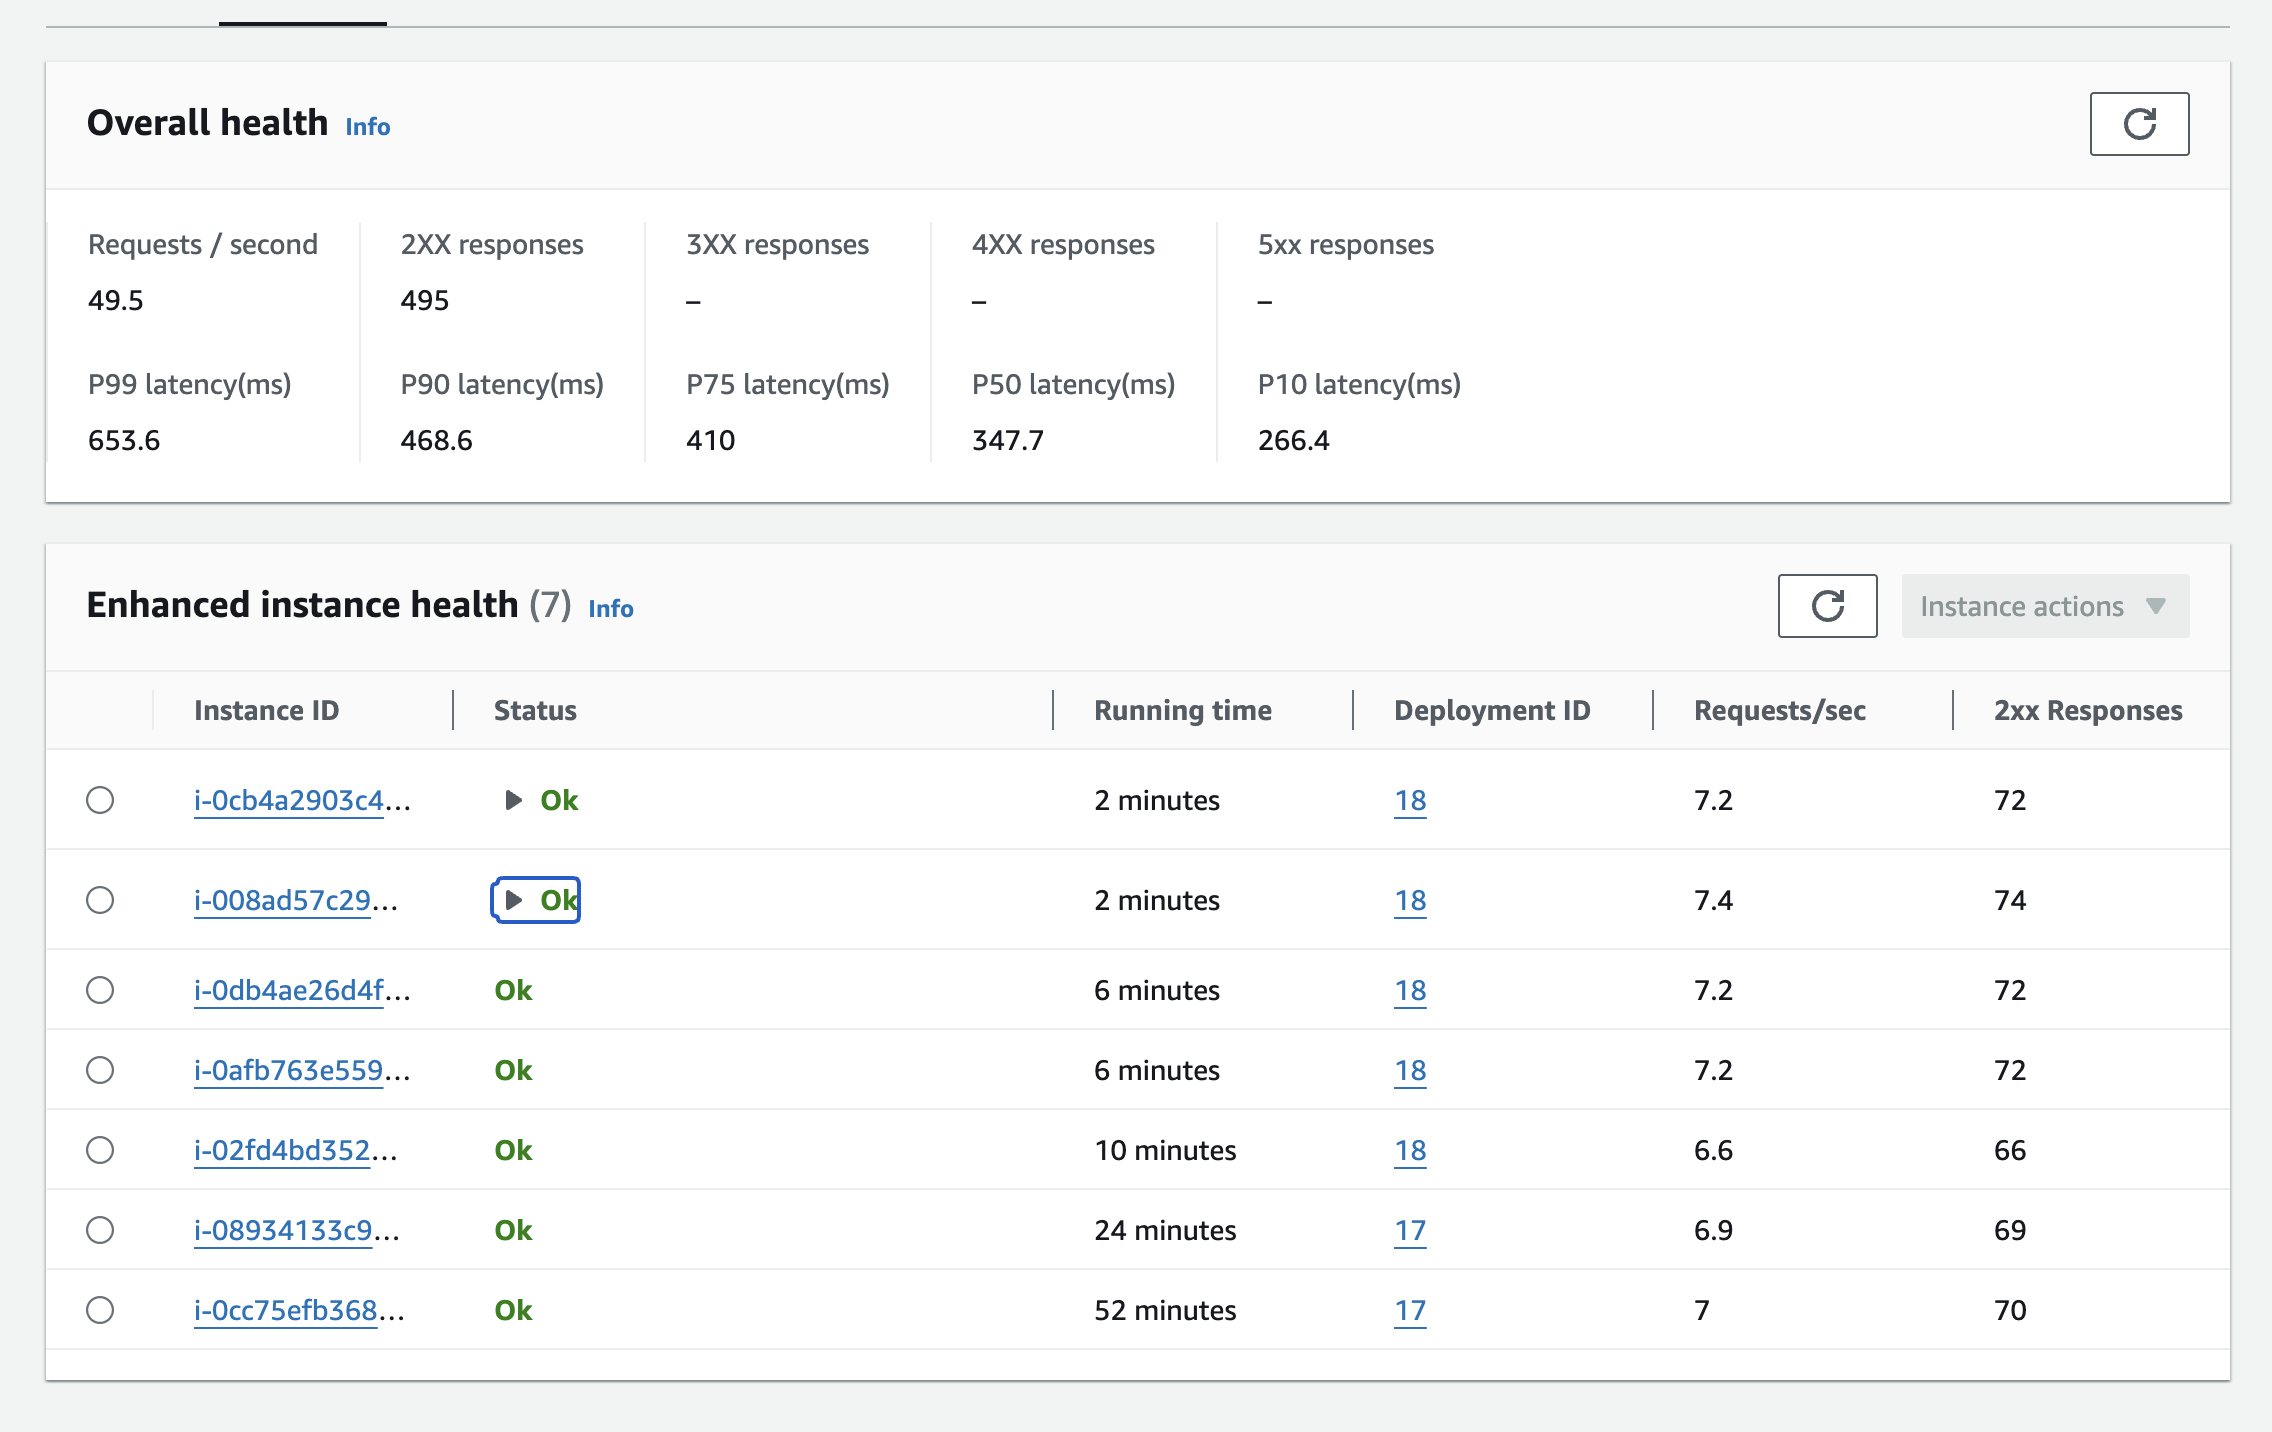 Overall health Info
Requests / second 2XX responses 3XX responses 4XX responses 5xx responses
49.5 495 – – –
P99 latency(ms) P90 latency(ms) P75 latency(ms) P50 latency(ms) P10 latency(ms)
653.6 468.6 410 347.7 266.4
Enhanced instance health (7) Info Instance actions
Instance ID Status Running time Deployment ID Requests/sec 2xx Responses
i-0cb4a2903c4... Ok 2 minutes 18 7.2 72
i-008ad57c29... Ok 2 minutes 18 7.4 74
i-0db4ae26d4f... Ok 6 minutes 18 7.2 72
i-0afb763e559... Ok 6 minutes 18 7.2 72
i-02fd4bd352... Ok 10 minutes 18 6.6 66
i-08934133c9... Ok 24 minutes 17 6.9 69
i-0cc75efb368... Ok 52 minutes 17 7 70